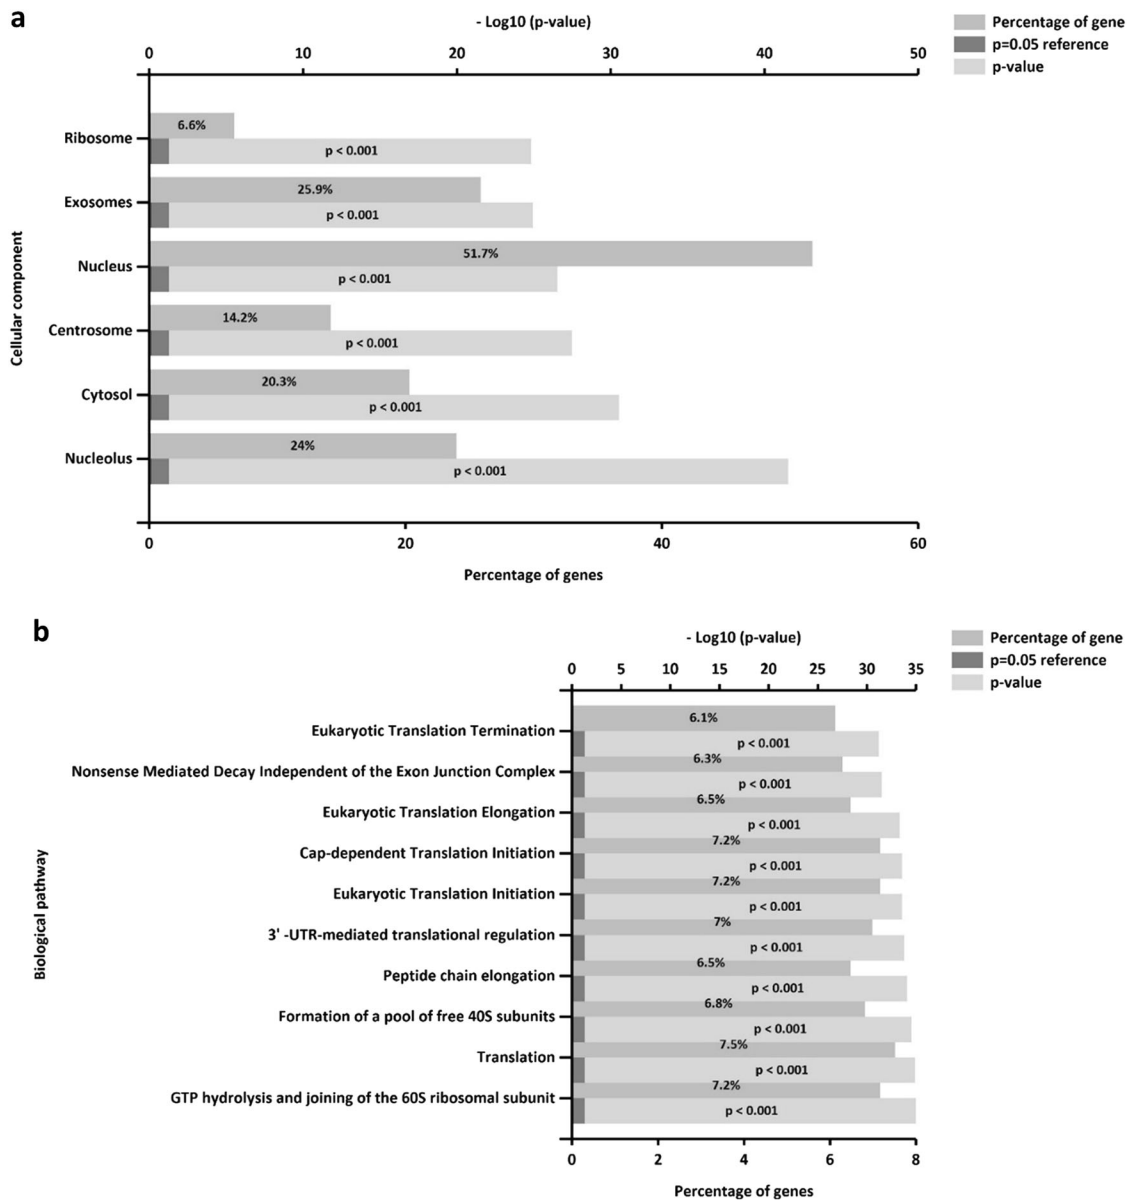 a
- Log10 (p-value)
0 10 20 30 40 50
Percentage of gene
p=0.05 reference
p-value
Cellular component
Ribosome
6.6%
p < 0.001
Exosomes
25.9%
p < 0.001
Nucleus
51.7%
p < 0.001
Centrosome
14.2%
p < 0.001
Cytosol
20.3%
p < 0.001
Nucleolus
24%
p < 0.001
0 20 40 60
Percentage of genes
b
- Log10 (p-value)
0 5 10 15 20 25 30 35
Percentage of gene
p=0.05 reference
p-value
Biological pathway
Eukaryotic Translation Termination
6.1%
p < 0.001
Nonsense Mediated Decay Independent of the Exon Junction Complex
6.3%
p < 0.001
Eukaryotic Translation Elongation
6.5%
p < 0.001
Cap-dependent Translation Initiation
7.2%
p < 0.001
Eukaryotic Translation Initiation
7.2%
p < 0.001
3' -UTR-mediated translational regulation
7%
p < 0.001
Peptide chain elongation
6.5%
p < 0.001
Formation of a pool of free 40S subunits
6.8%
p < 0.001
Translation
7.5%
p < 0.001
GTP hydrolysis and joining of the 60S ribosomal subunit
7.2%
p < 0.001
0 2 4 6 8
Percentage of genes